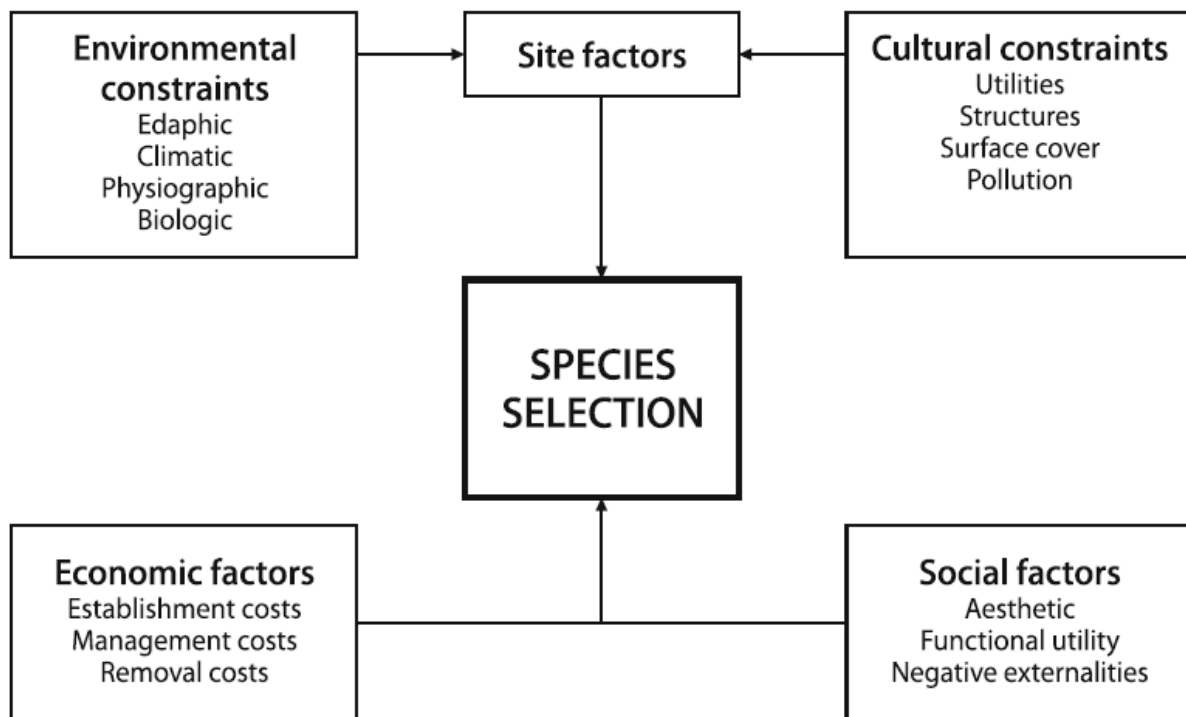 Environmental
constraints
Edaphic
Climatic
Physiographic
Biologic
Site factors
Cultural constraints
Utilities
Structures
Surface cover
Pollution
SPECIES
SELECTION
Economic factors
Establishment costs
Management costs
Removal costs
Social factors
Aesthetic
Functional utility
Negative externalities